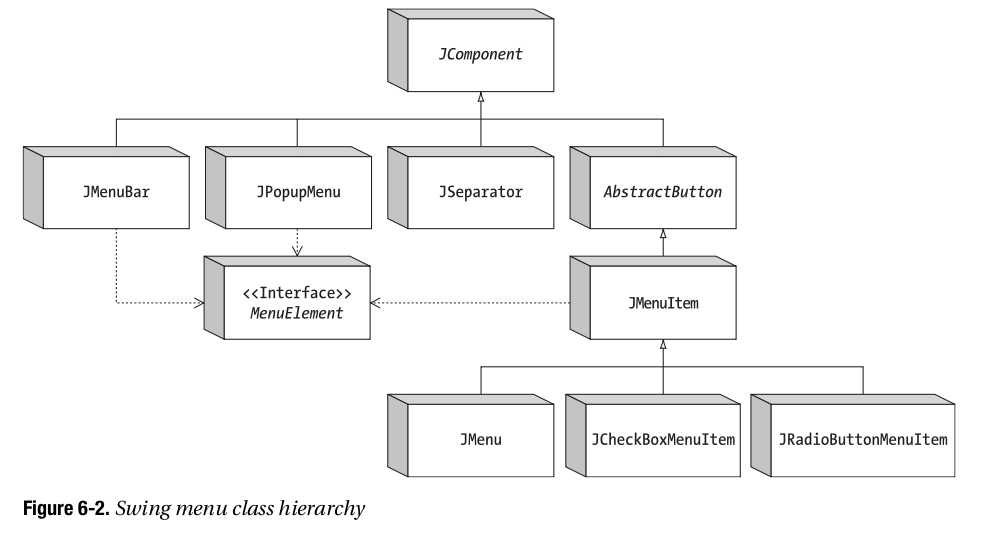 JComponent
JMenuBar
JPopupMenu
JSeparator
AbstractButton
<<Interface>>
MenuElement
JMenuItem
JMenu
JCheckBoxMenuItem
JRadioButtonMenuItem
Figure 6-2. Swing menu class hierarchy